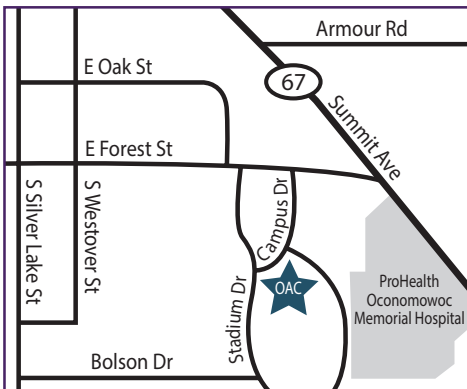 Armour Rd
E Oak St
67
Summit Ave
E Forest St
S Silver Lake St
S Westover St
Campus Dr
Stadium Dr
OAC
ProHealth
Oconomowoc
Memorial Hospital
Bolson Dr